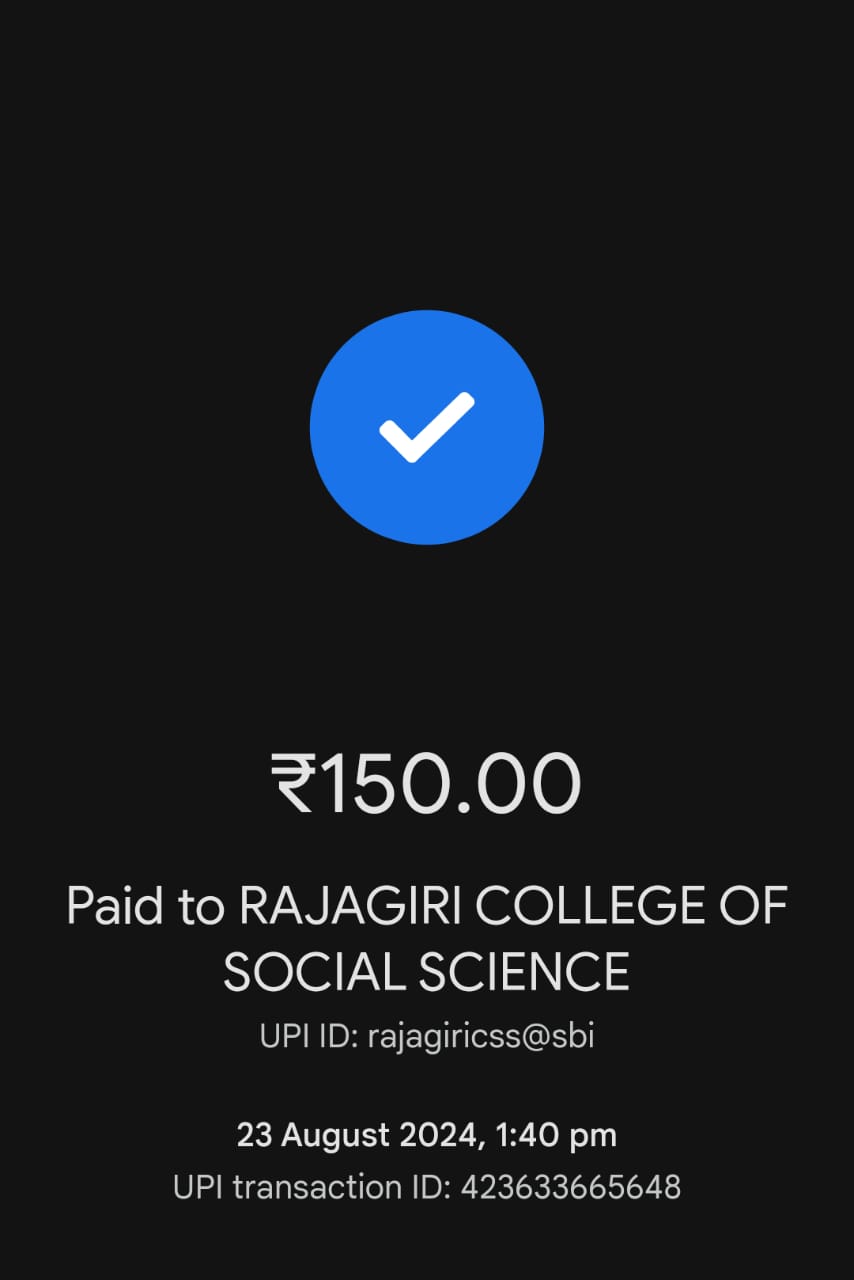 ₹150.00
Paid to RAJAGIRI COLLEGE OF
SOCIAL SCIENCE
UPI ID: rajagiricss@sbi
23 August 2024, 1:40 pm
UPI transaction ID: 423633665648